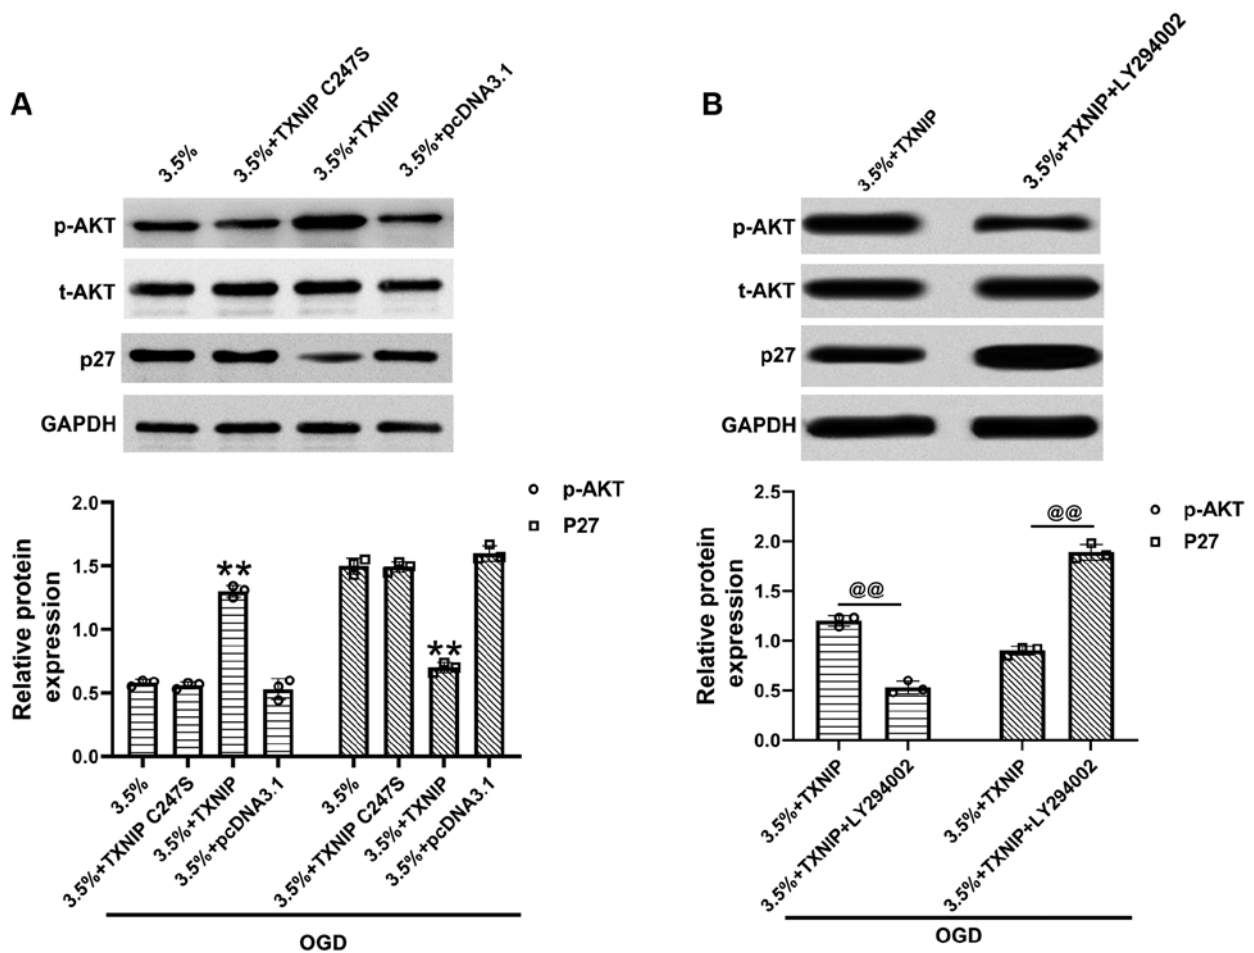 A
3.5%
3.5%+TXNIP C247S
3.5%+TXNIP
3.5%+pcDNA3.1
p-AKT
t-AKT
p27
GAPDH
2.0
1.5
1.0
0.5
0.0
Relative protein
expression
p-AKT
P27
**
**
3.5%
3.5%+TXNIP C247S
3.5%+TXNIP
3.5%+pcDNA3.1
3.5%
3.5%+TXNIP C247S
3.5%+TXNIP
3.5%+pcDNA3.1
OGD
B
3.5%+TXNIP
3.5%+TXNIP+LY294002
p-AKT
t-AKT
p27
GAPDH
2.5
2.0
1.5
1.0
0.5
0.0
Relative protein
expression
p-AKT
P27
@@
@@
3.5%+TXNIP
3.5%+TXNIP+LY294002
3.5%+TXNIP
3.5%+TXNIP+LY294002
OGD